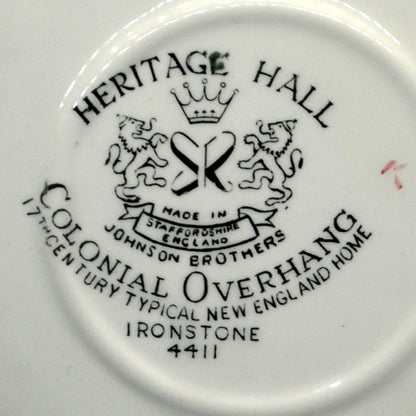 HERITAGE HALL
MADE IN
STAFFORDSHIRE
ENGLAND
JOHNSON BROTHERS
COLONIAL OVERHANG
17TH CENTURY TYPICAL NEW ENGLAND HOME
IRONSTONE
4411